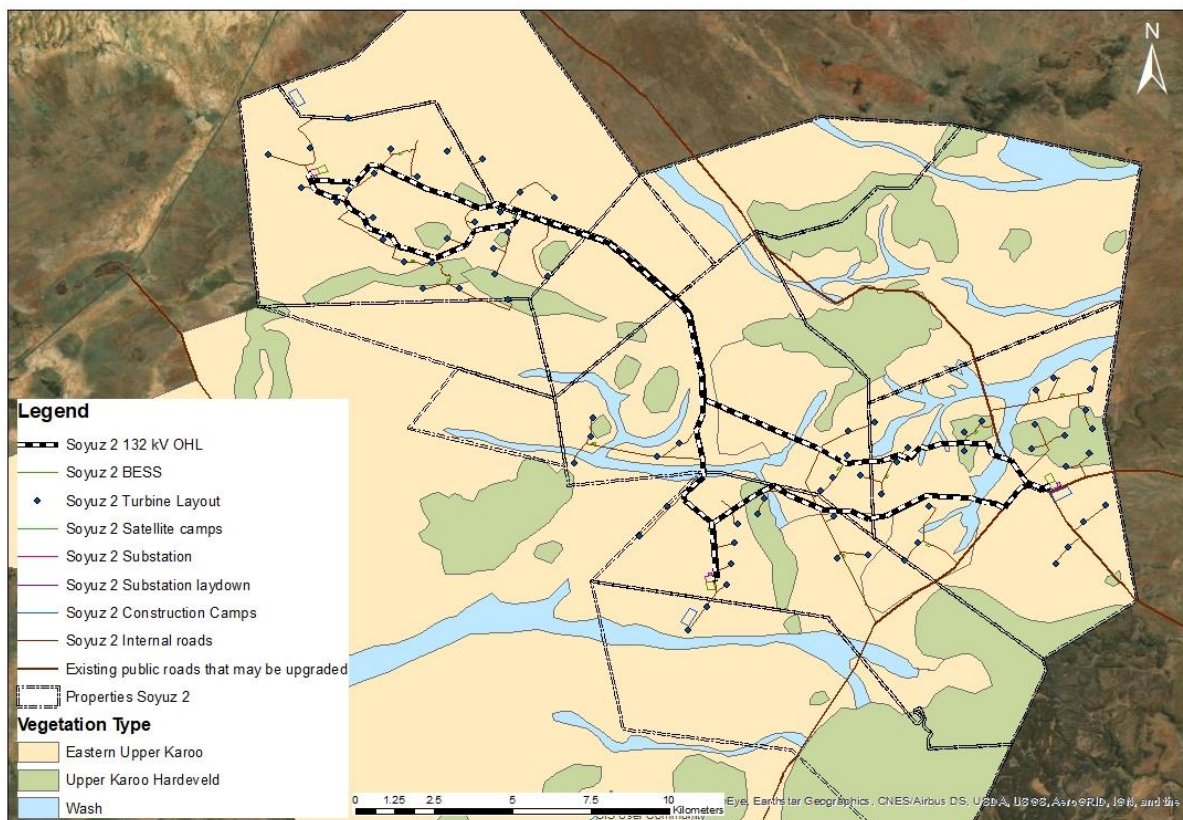 N
Legend
Soyuz 2 132 kV OHL
Soyuz 2 BESS
Soyuz 2 Turbine Layout
Soyuz 2 Satellite camps
Soyuz 2 Substation
Soyuz 2 Substation laydown
Soyuz 2 Construction Camps
Soyuz 2 Internal roads
Existing public roads that may be upgraded
Properties Soyuz 2
Vegetation Type
Eastern Upper Karoo
Upper Karoo Hardeveld
Wash
0 1.25 2.5 5 7.5 10
Kilometers
Eye, Earthstar Geographics, CNES/Airbus DS, USDA, USGS, AeroGRID, IGN, and the
User Community